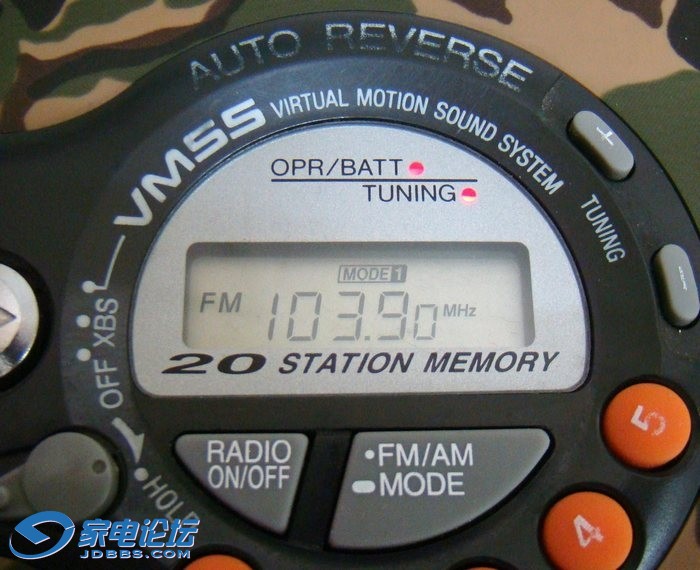 AUTO REVERSE
VMSS VIRTUAL MOTION SOUND SYSTEM
+
TUNING
−
OPR/BATT
TUNING
MODE 1
FM 103.90 MHz
20 STATION MEMORY
XBS
OFF
HOLD
RADIO
ON/OFF
•FM/AM
MODE
5
4
家电论坛
JDBBS.COM